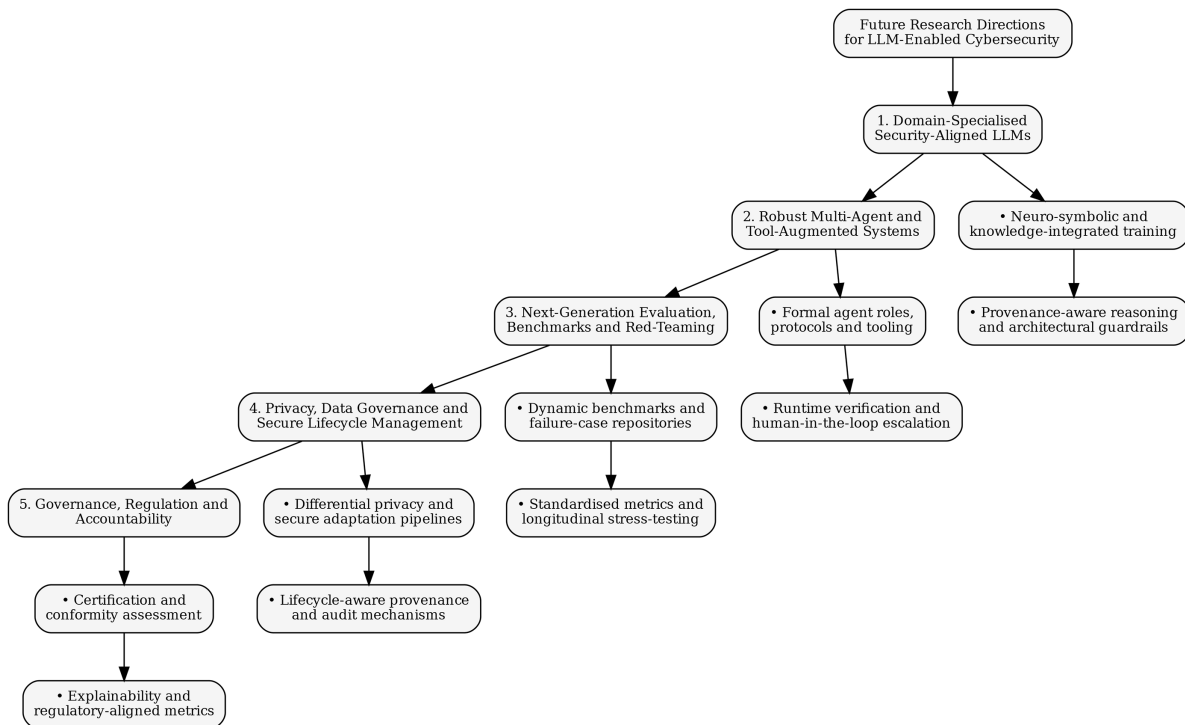 Future Research Directions
for LLM-Enabled Cybersecurity
1. Domain-Specialised
Security-Aligned LLMs
2. Robust Multi-Agent and
Tool-Augmented Systems
• Neuro-symbolic and
knowledge-integrated training
3. Next-Generation Evaluation,
Benchmarks and Red-Teaming
• Formal agent roles,
protocols and tooling
• Provenance-aware reasoning
and architectural guardrails
4. Privacy, Data Governance and
Secure Lifecycle Management
• Dynamic benchmarks and
failure-case repositories
• Runtime verification and
human-in-the-loop escalation
5. Governance, Regulation and
Accountability
• Differential privacy and
secure adaptation pipelines
• Standardised metrics and
longitudinal stress-testing
• Certification and
conformity assessment
• Lifecycle-aware provenance
and audit mechanisms
• Explainability and
regulatory-aligned metrics